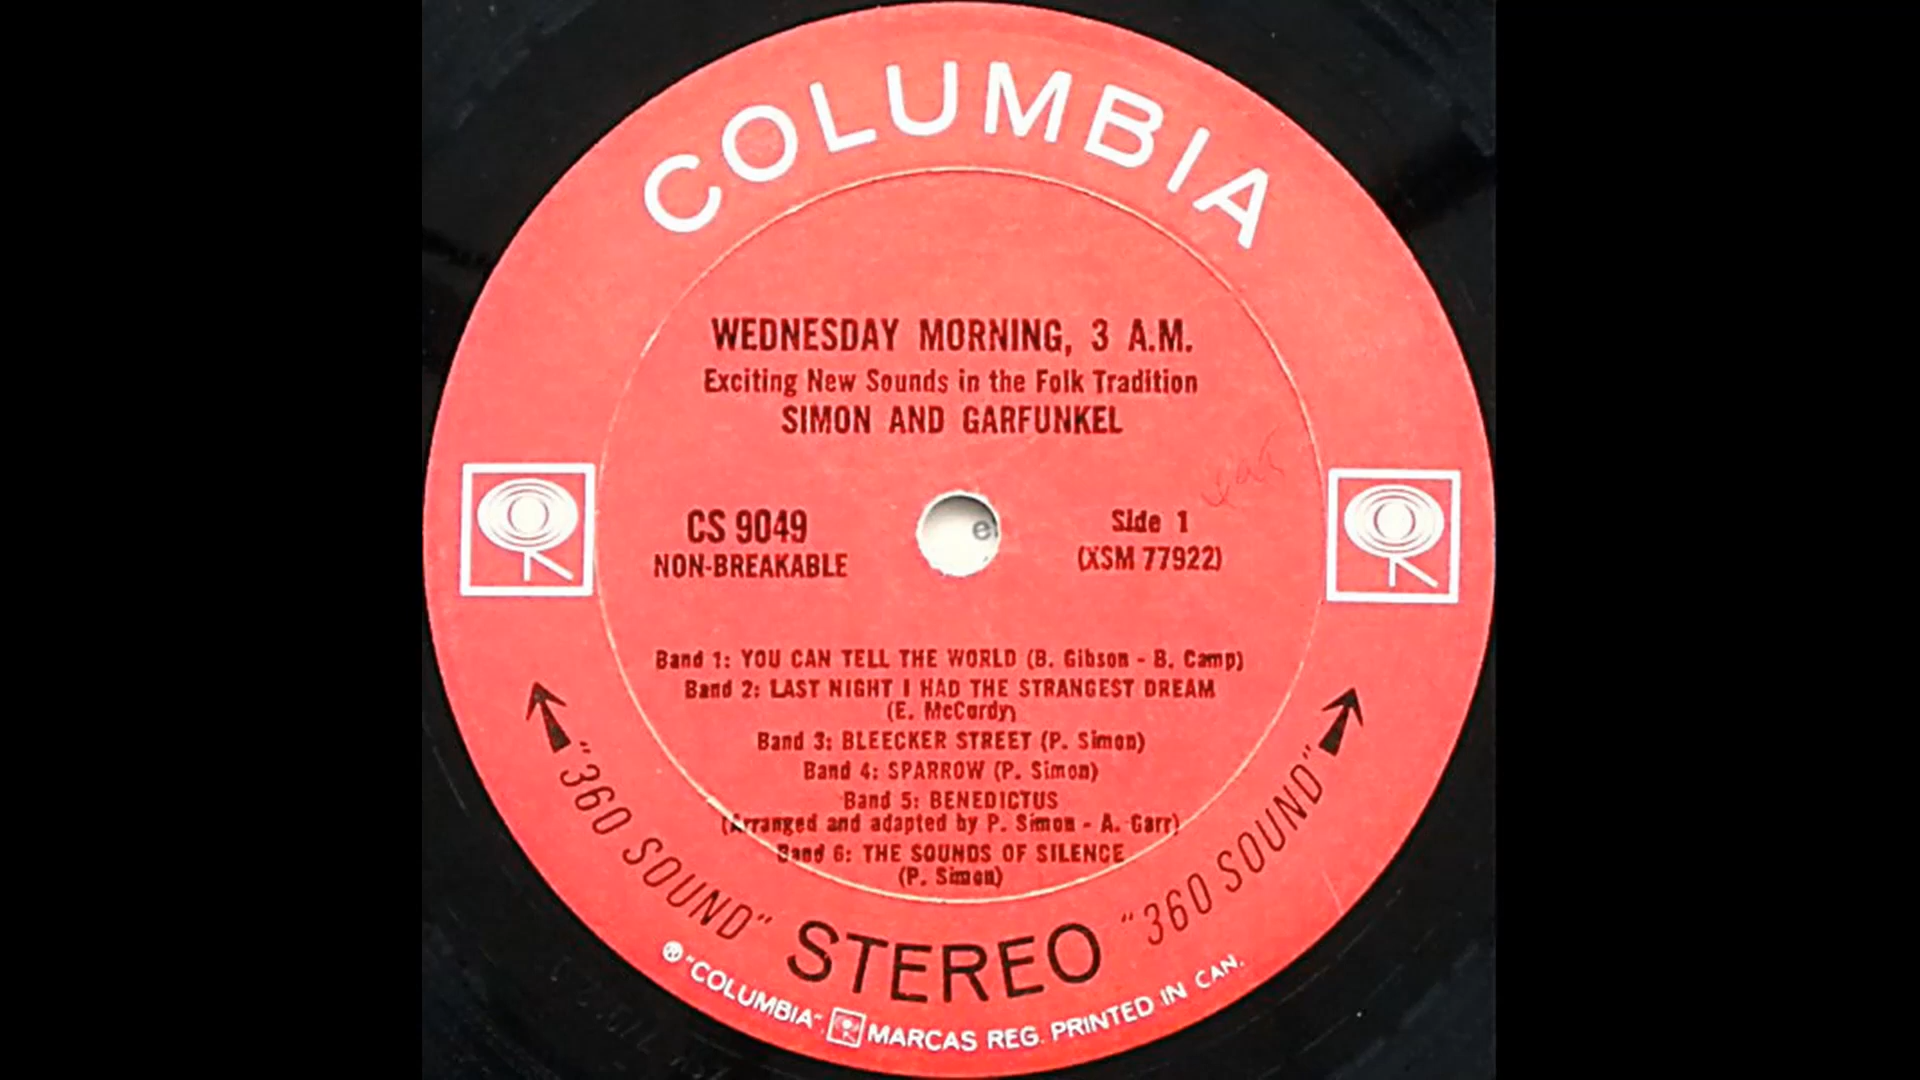 COLUMBIA
WEDNESDAY MORNING, 3 A.M.
Exciting New Sounds in the Folk Tradition
SIMON AND GARFUNKEL
CS 9049
NON-BREAKABLE
Side 1
(XSM 77922)
Band 1: YOU CAN TELL THE WORLD (B. Gibson - B. Camp)
Band 2: LAST NIGHT I HAD THE STRANGEST DREAM
(E. McCurdy)
Band 3: BLEECKER STREET (P. Simon)
Band 4: SPARROW (P. Simon)
Band 5: BENEDICTUS
(Arranged and adapted by P. Simon - A. Garr)
Band 6: THE SOUNDS OF SILENCE
(P. Simon)
"360 SOUND" STEREO "360 SOUND"
® "COLUMBIA", MARCAS REG. PRINTED IN CAN.